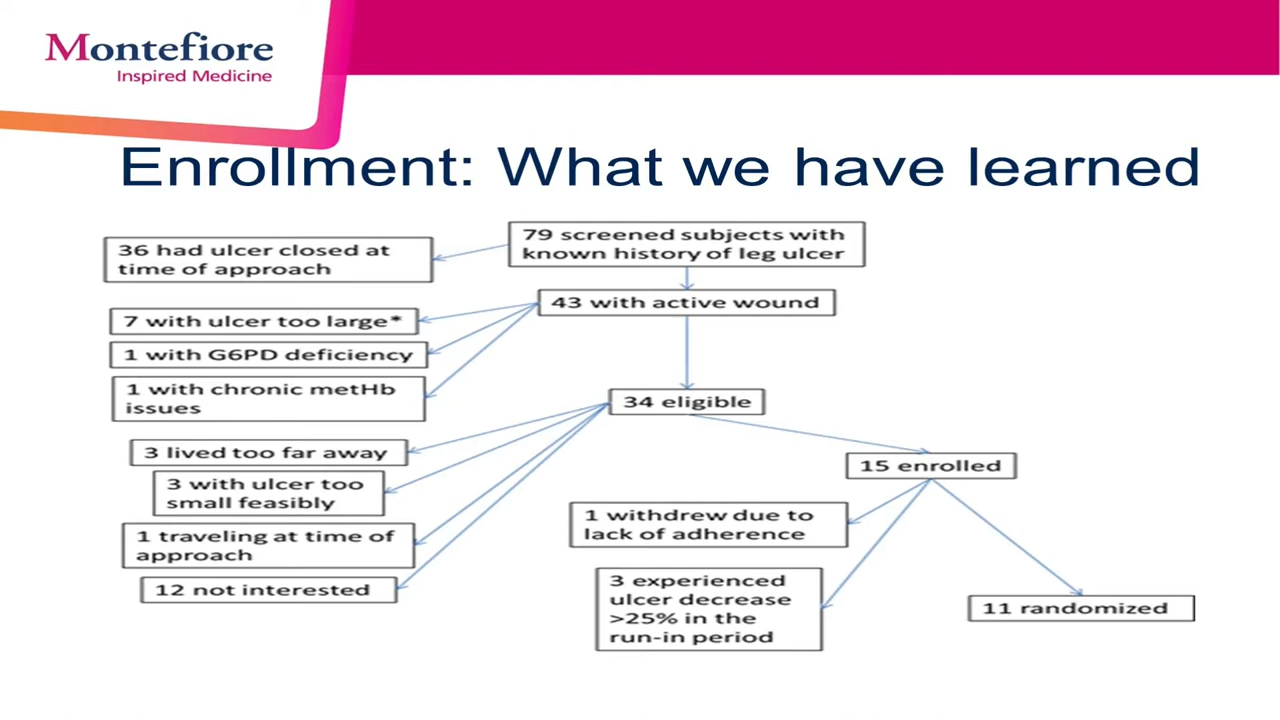 Montefiore
Inspired Medicine
Enrollment: What we have learned
79 screened subjects with
known history of leg ulcer
36 had ulcer closed at
time of approach
43 with active wound
7 with ulcer too large*
1 with G6PD deficiency
1 with chronic metHb
issues
34 eligible
3 lived too far away
3 with ulcer too
small feasibly
1 traveling at time of
approach
12 not interested
15 enrolled
1 withdrew due to
lack of adherence
3 experienced
ulcer decrease
>25% in the
run-in period
11 randomized